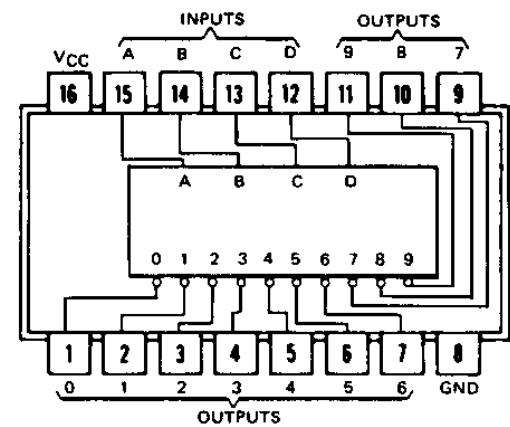 INPUTS OUTPUTS
VCC A B C D 9 B 7
16 15 14 13 12 11 10 9
A B C D
0 1 2 3 4 5 6 7 8 9
1 2 3 4 5 6 7 8
0 1 2 3 4 5 6 GND
OUTPUTS